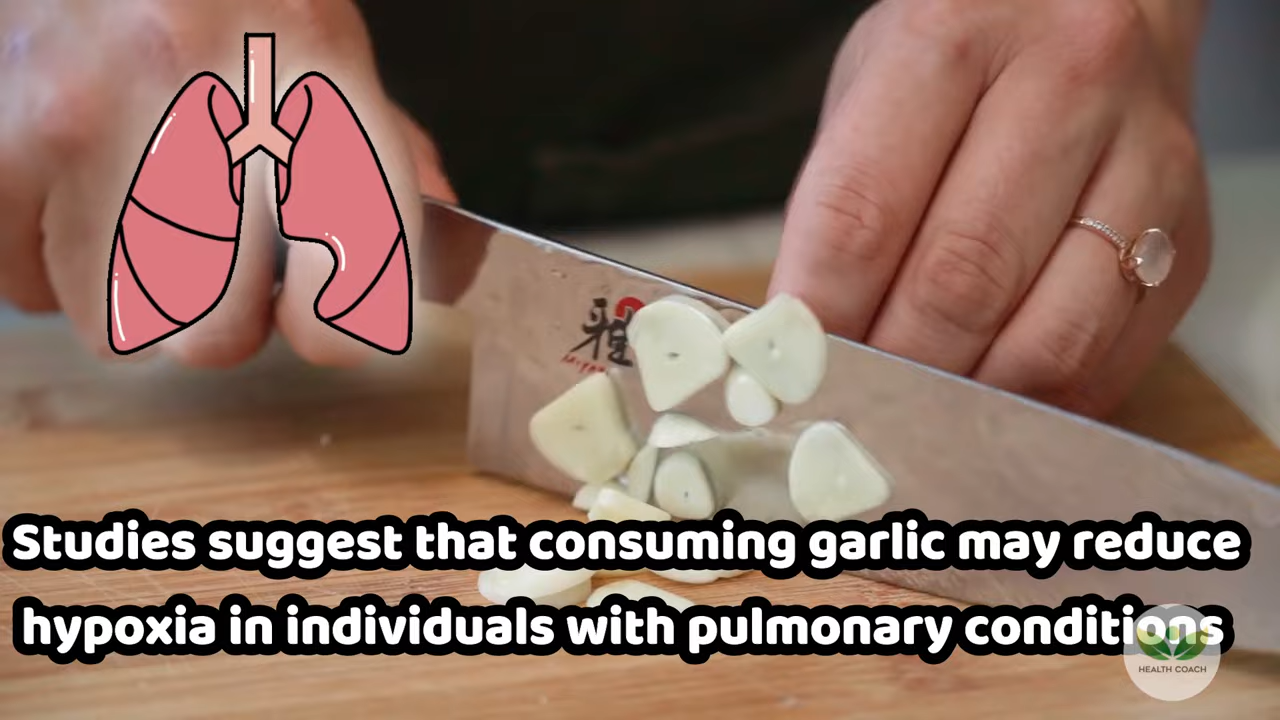 雅
Studies suggest that consuming garlic may reduce
hypoxia in individuals with pulmonary conditions
HEALTH COACH